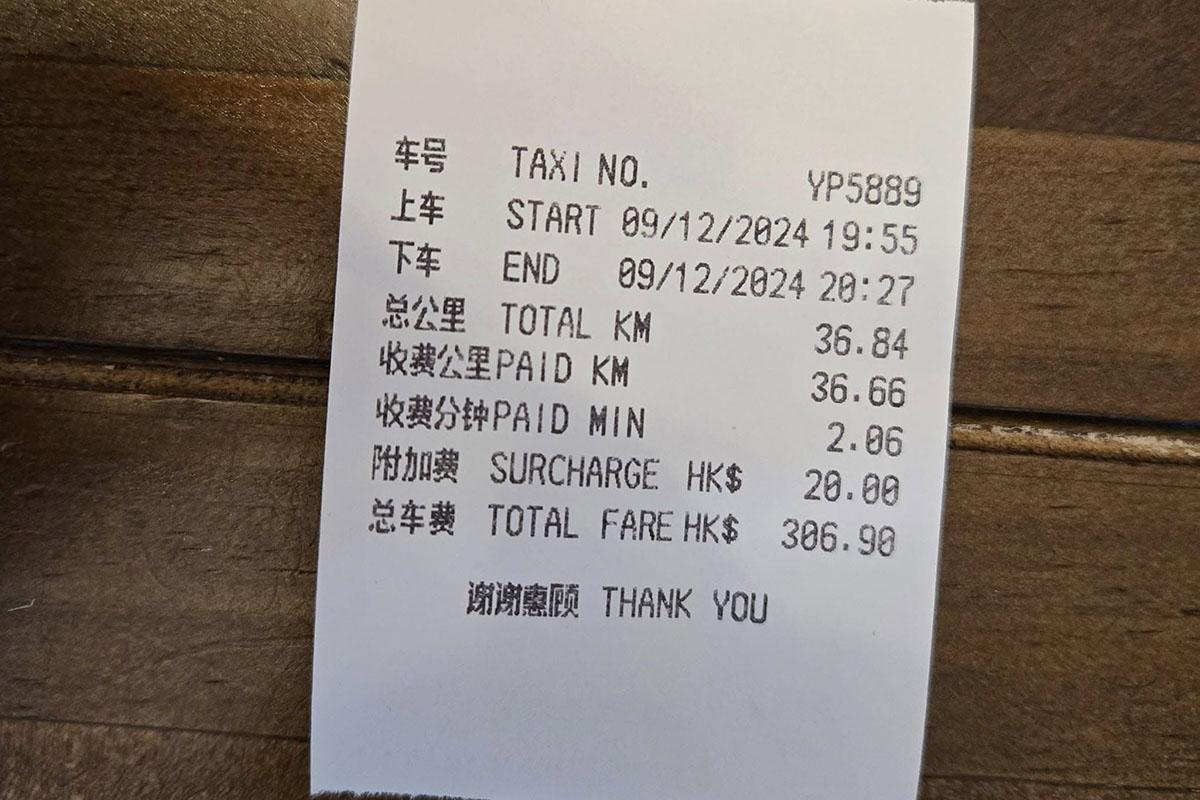 车号 TAXI NO. YP5889
上车 START 09/12/2024 19:55
下车 END 09/12/2024 20:27
总公里 TOTAL KM 36.84
收费公里PAID KM 36.66
收费分钟PAID MIN 2.06
附加费 SURCHARGE HK$ 20.00
总车费 TOTAL FARE HK$ 306.90
谢谢惠顾 THANK YOU